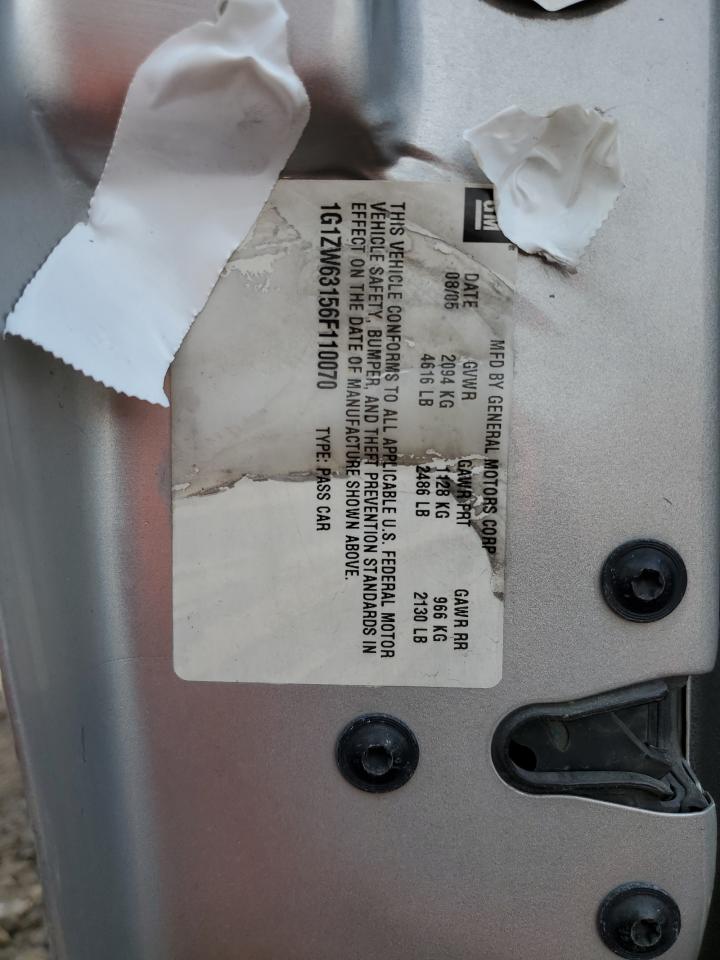 GM
MFD BY GENERAL MOTORS CORP
DATE GVWR GAWR FRT GAWR RR
08/05 2094 KG 1128 KG 966 KG
4616 LB 2486 LB 2130 LB
THIS VEHICLE CONFORMS TO ALL APPLICABLE U.S. FEDERAL MOTOR
VEHICLE SAFETY, BUMPER, AND THEFT PREVENTION STANDARDS IN
EFFECT ON THE DATE OF MANUFACTURE SHOWN ABOVE.
1G1ZW63156F110070 TYPE: PASS CAR